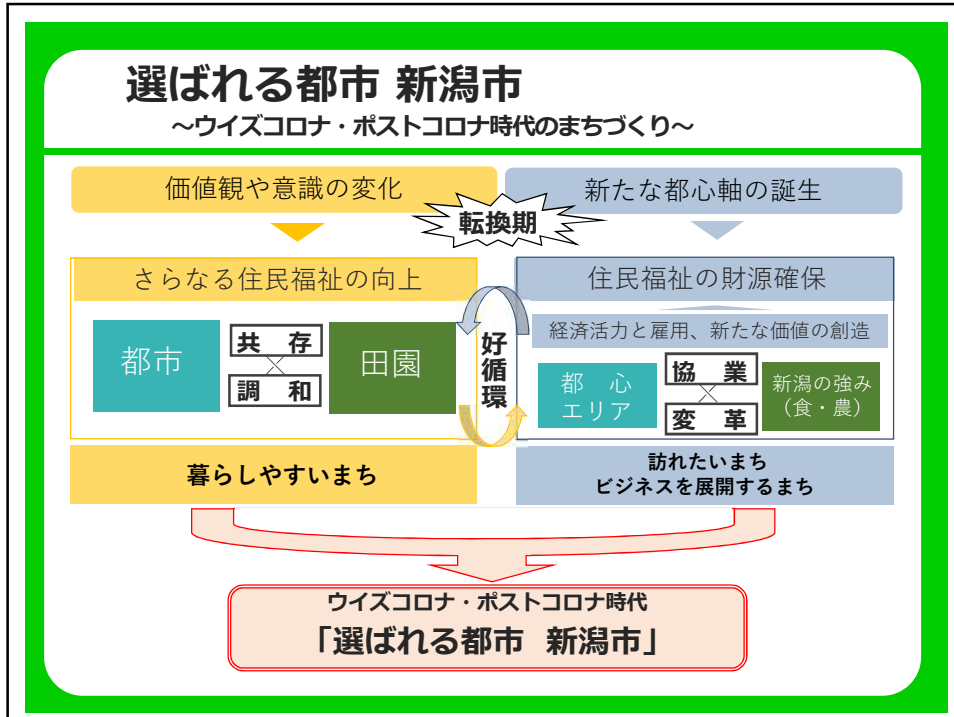 選ばれる都市 新潟市
～ウイズコロナ・ポストコロナ時代のまちづくり～
価値観や意識の変化
新たな都心軸の誕生
転換期
さらなる住民福祉の向上
都市
共 存
調 和
田園
好循環
住民福祉の財源確保
経済活力と雇用、新たな価値の創造
都 心
エリア
協 業
変 革
新潟の強み
（食・農）
暮らしやすいまち
訪れたいまち
ビジネスを展開するまち
ウイズコロナ・ポストコロナ時代
「選ばれる都市 新潟市」